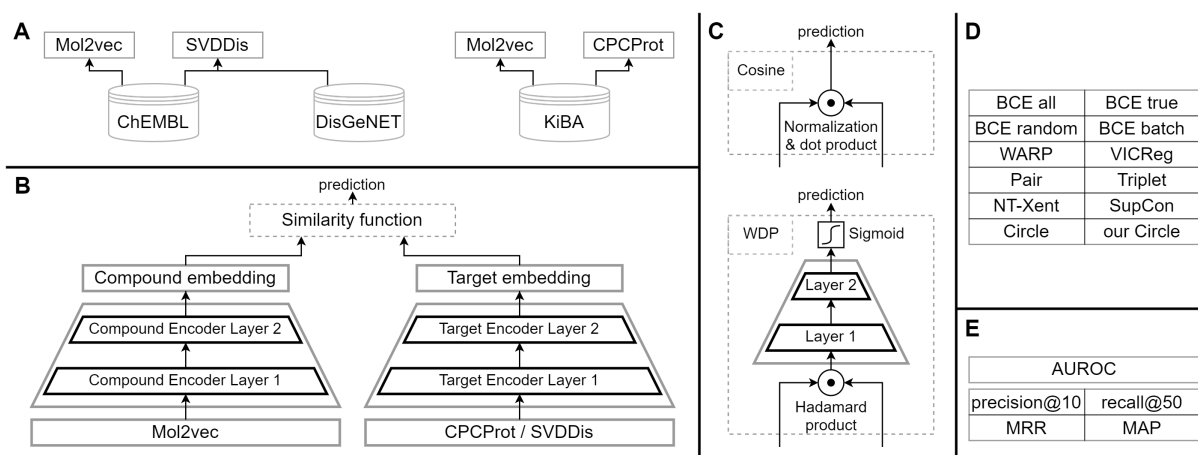 A
Mol2vec
SVDDis
Mol2vec
CPCProt
ChEMBL
DisGeNET
KiBA
B
prediction
Similarity function
Compound embedding
Target embedding
Compound Encoder Layer 2
Target Encoder Layer 2
Compound Encoder Layer 1
Target Encoder Layer 1
Mol2vec
CPCProt / SVDDis
C
prediction
Cosine
Normalization
& dot product
prediction
WDP
Sigmoid
Layer 2
Layer 1
Hadamard
product
D
BCE all
BCE true
BCE random
BCE batch
WARP
VICReg
Pair
Triplet
NT-Xent
SupCon
Circle
our Circle
E
AUROC
precision@10
recall@50
MRR
MAP